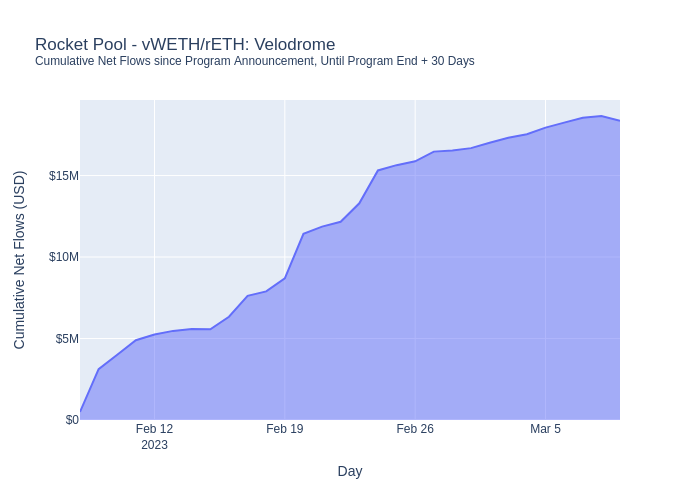 Rocket Pool - vWETH/rETH: Velodrome
Cumulative Net Flows since Program Announcement, Until Program End + 30 Days
Cumulative Net Flows (USD)
$15M
$10M
$5M
$0
Feb 12
2023
Feb 19
Feb 26
Mar 5
Day